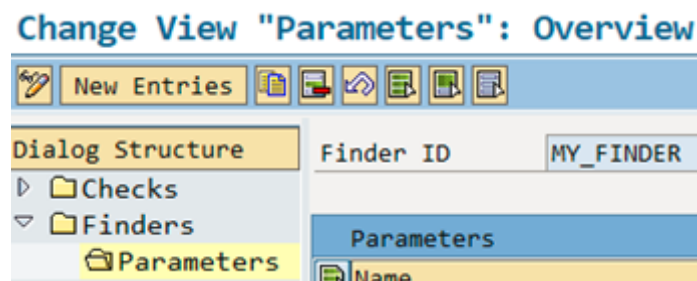 Change View "Parameters": Overview
New Entries
Dialog Structure
Checks
Finders
Parameters
Finder ID MY_FINDER
Parameters
Name